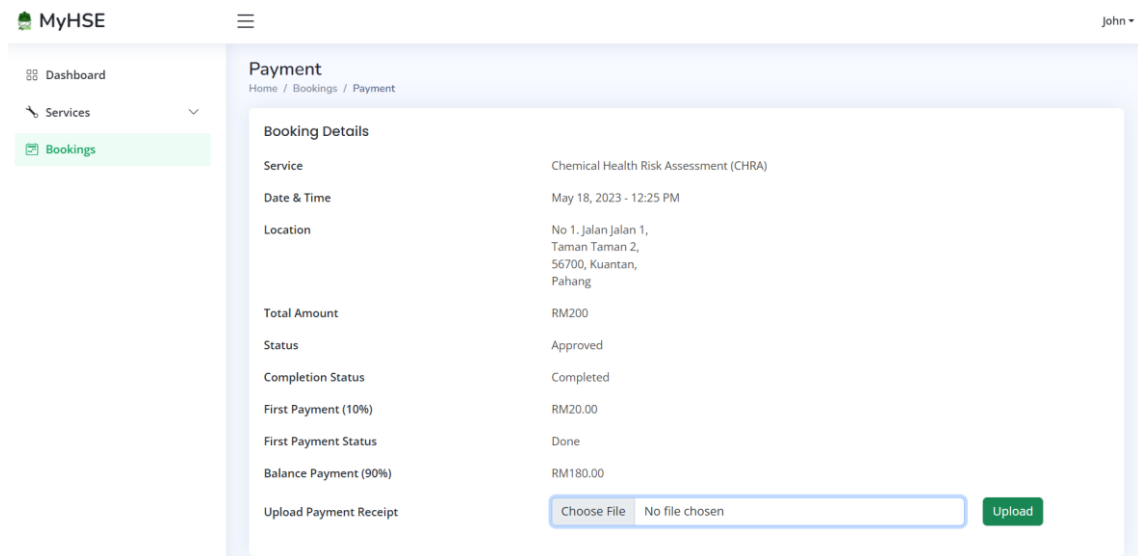 MyHSE
John
Dashboard
Services
Bookings
Payment
Home / Bookings / Payment
Booking Details
Service Chemical Health Risk Assessment (CHRA)
Date & Time May 18, 2023 - 12:25 PM
Location No 1. Jalan Jalan 1,
Taman Taman 2,
56700, Kuantan,
Pahang
Total Amount RM200
Status Approved
Completion Status Completed
First Payment (10%) RM20.00
First Payment Status Done
Balance Payment (90%) RM180.00
Upload Payment Receipt Choose File No file chosen Upload